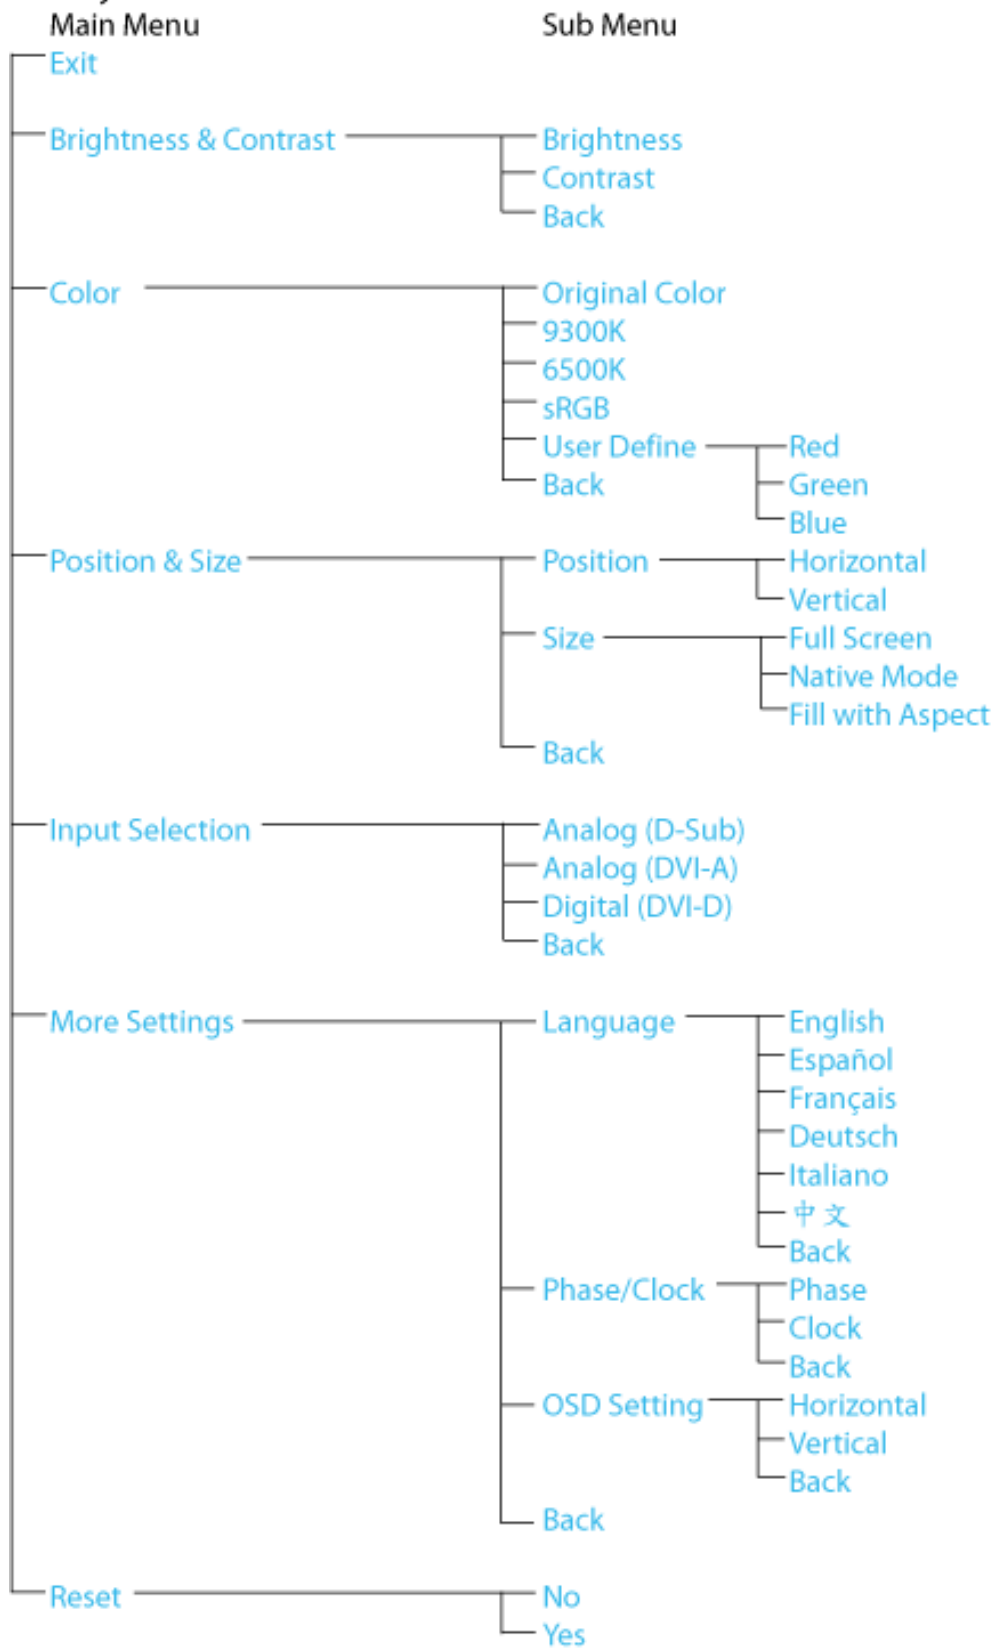 Main Menu Sub Menu
Exit
Brightness & Contrast Brightness
Contrast
Back
Color Original Color
9300K
6500K
sRGB
User Define Red
Back Green
Blue
Position & Size Position Horizontal
Vertical
Size Full Screen
Native Mode
Fill with Aspect
Back
Input Selection Analog (D-Sub)
Analog (DVI-A)
Digital (DVI-D)
Back
More Settings Language English
Español
Français
Deutsch
Italiano
中文
Back
Phase/Clock Phase
Clock
Back
OSD Setting Horizontal
Vertical
Back
Back
Reset No
Yes